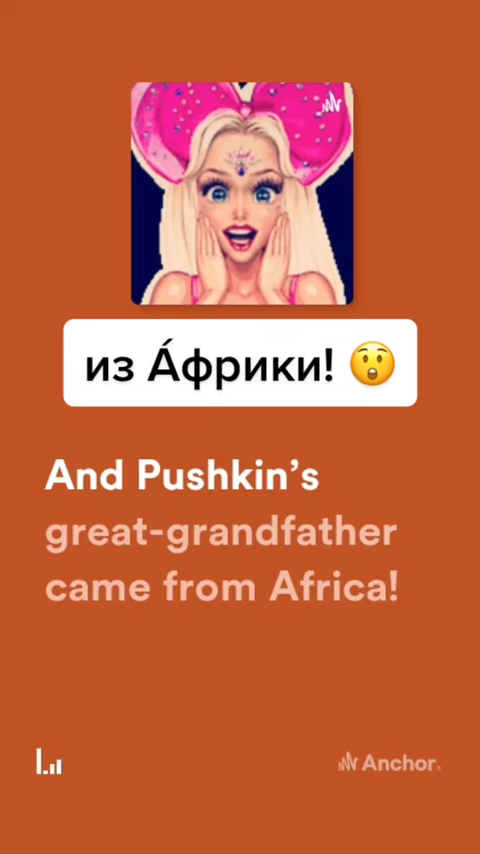 из А́фрики! 😲
And Pushkin’s
great-grandfather
came from Africa!
Anchor